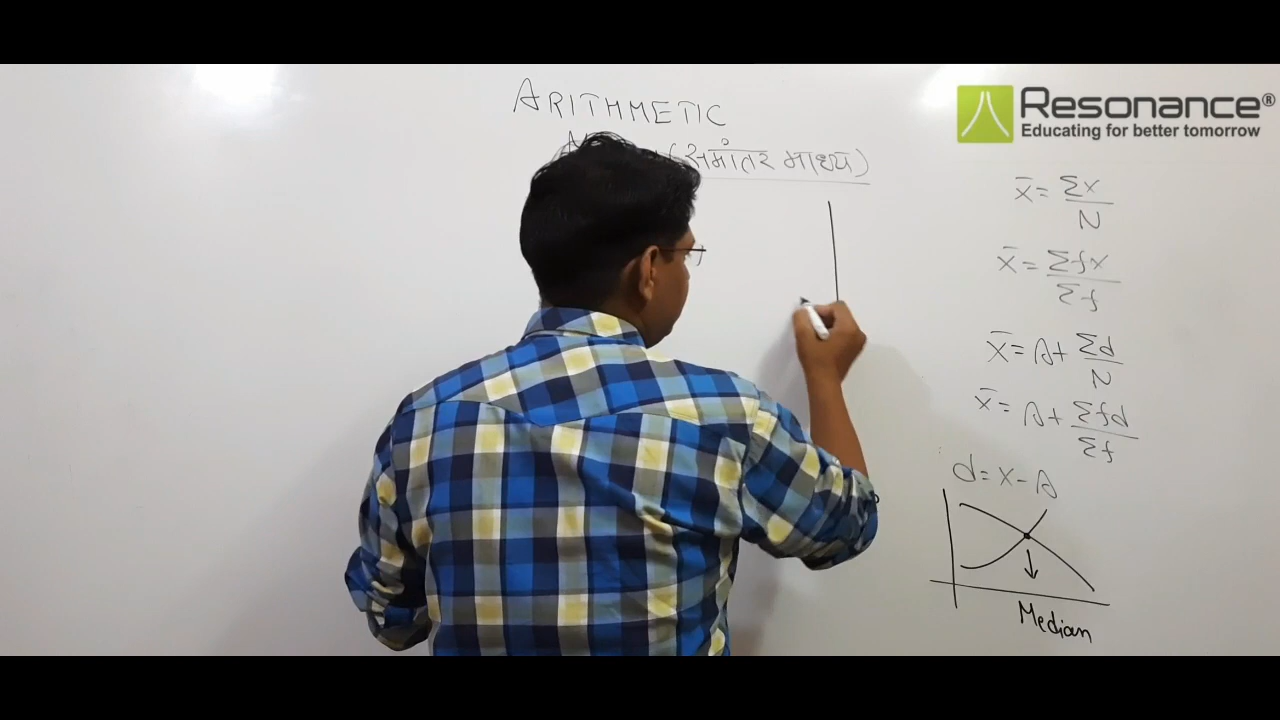 ARITHMETIC
(समांतर माध्य)
Resonance®
Educating for better tomorrow
x̄ = Σx / N
x̄ = Σfx / Σf
x̄ = A + Σd / N
x̄ = A + Σfd / Σf
d = x - A
Median